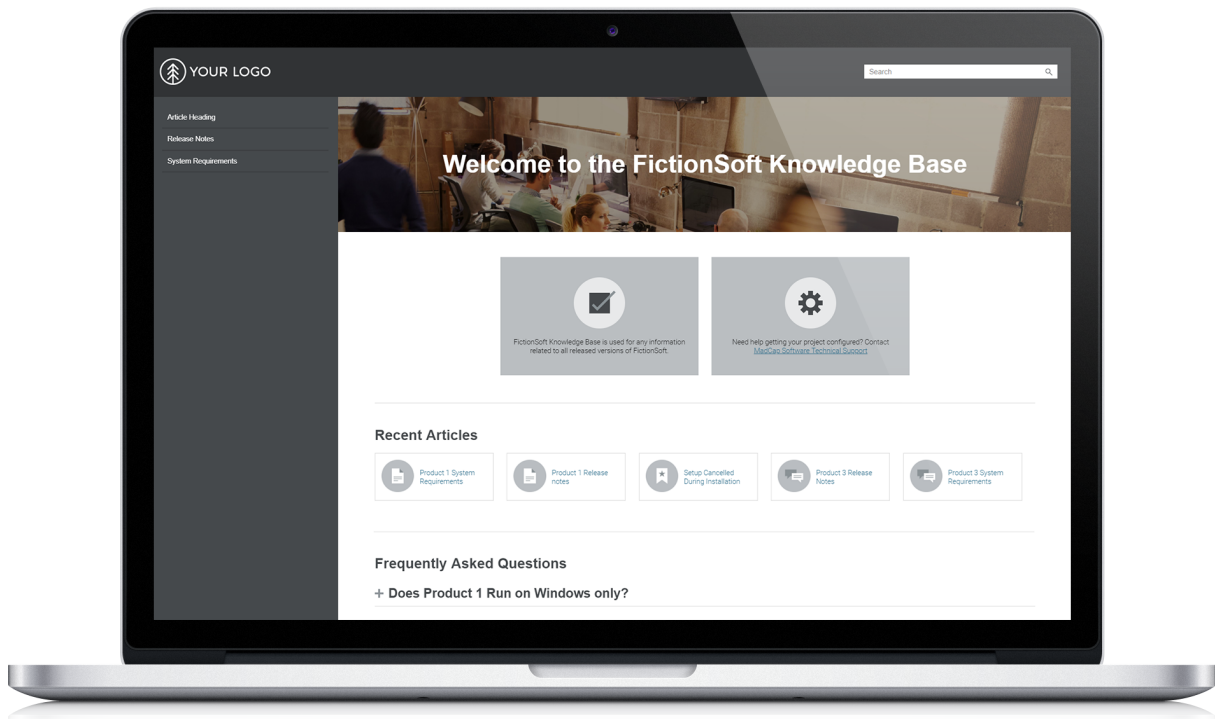 YOUR LOGO
Search
Article Heading
Release Notes
System Requirements
Welcome to the FictionSoft Knowledge Base
FictionSoft Knowledge Base is used for any information
related to all released versions of FictionSoft.
Need help getting your project configured? Contact
MadCap Software Technical Support
Recent Articles
Product 1 System
Requirements
Product 1 Release
notes
Setup Cancelled
During Installation
Product 3 Release
Notes
Product 3 System
Requirements
Frequently Asked Questions
+ Does Product 1 Run on Windows only?